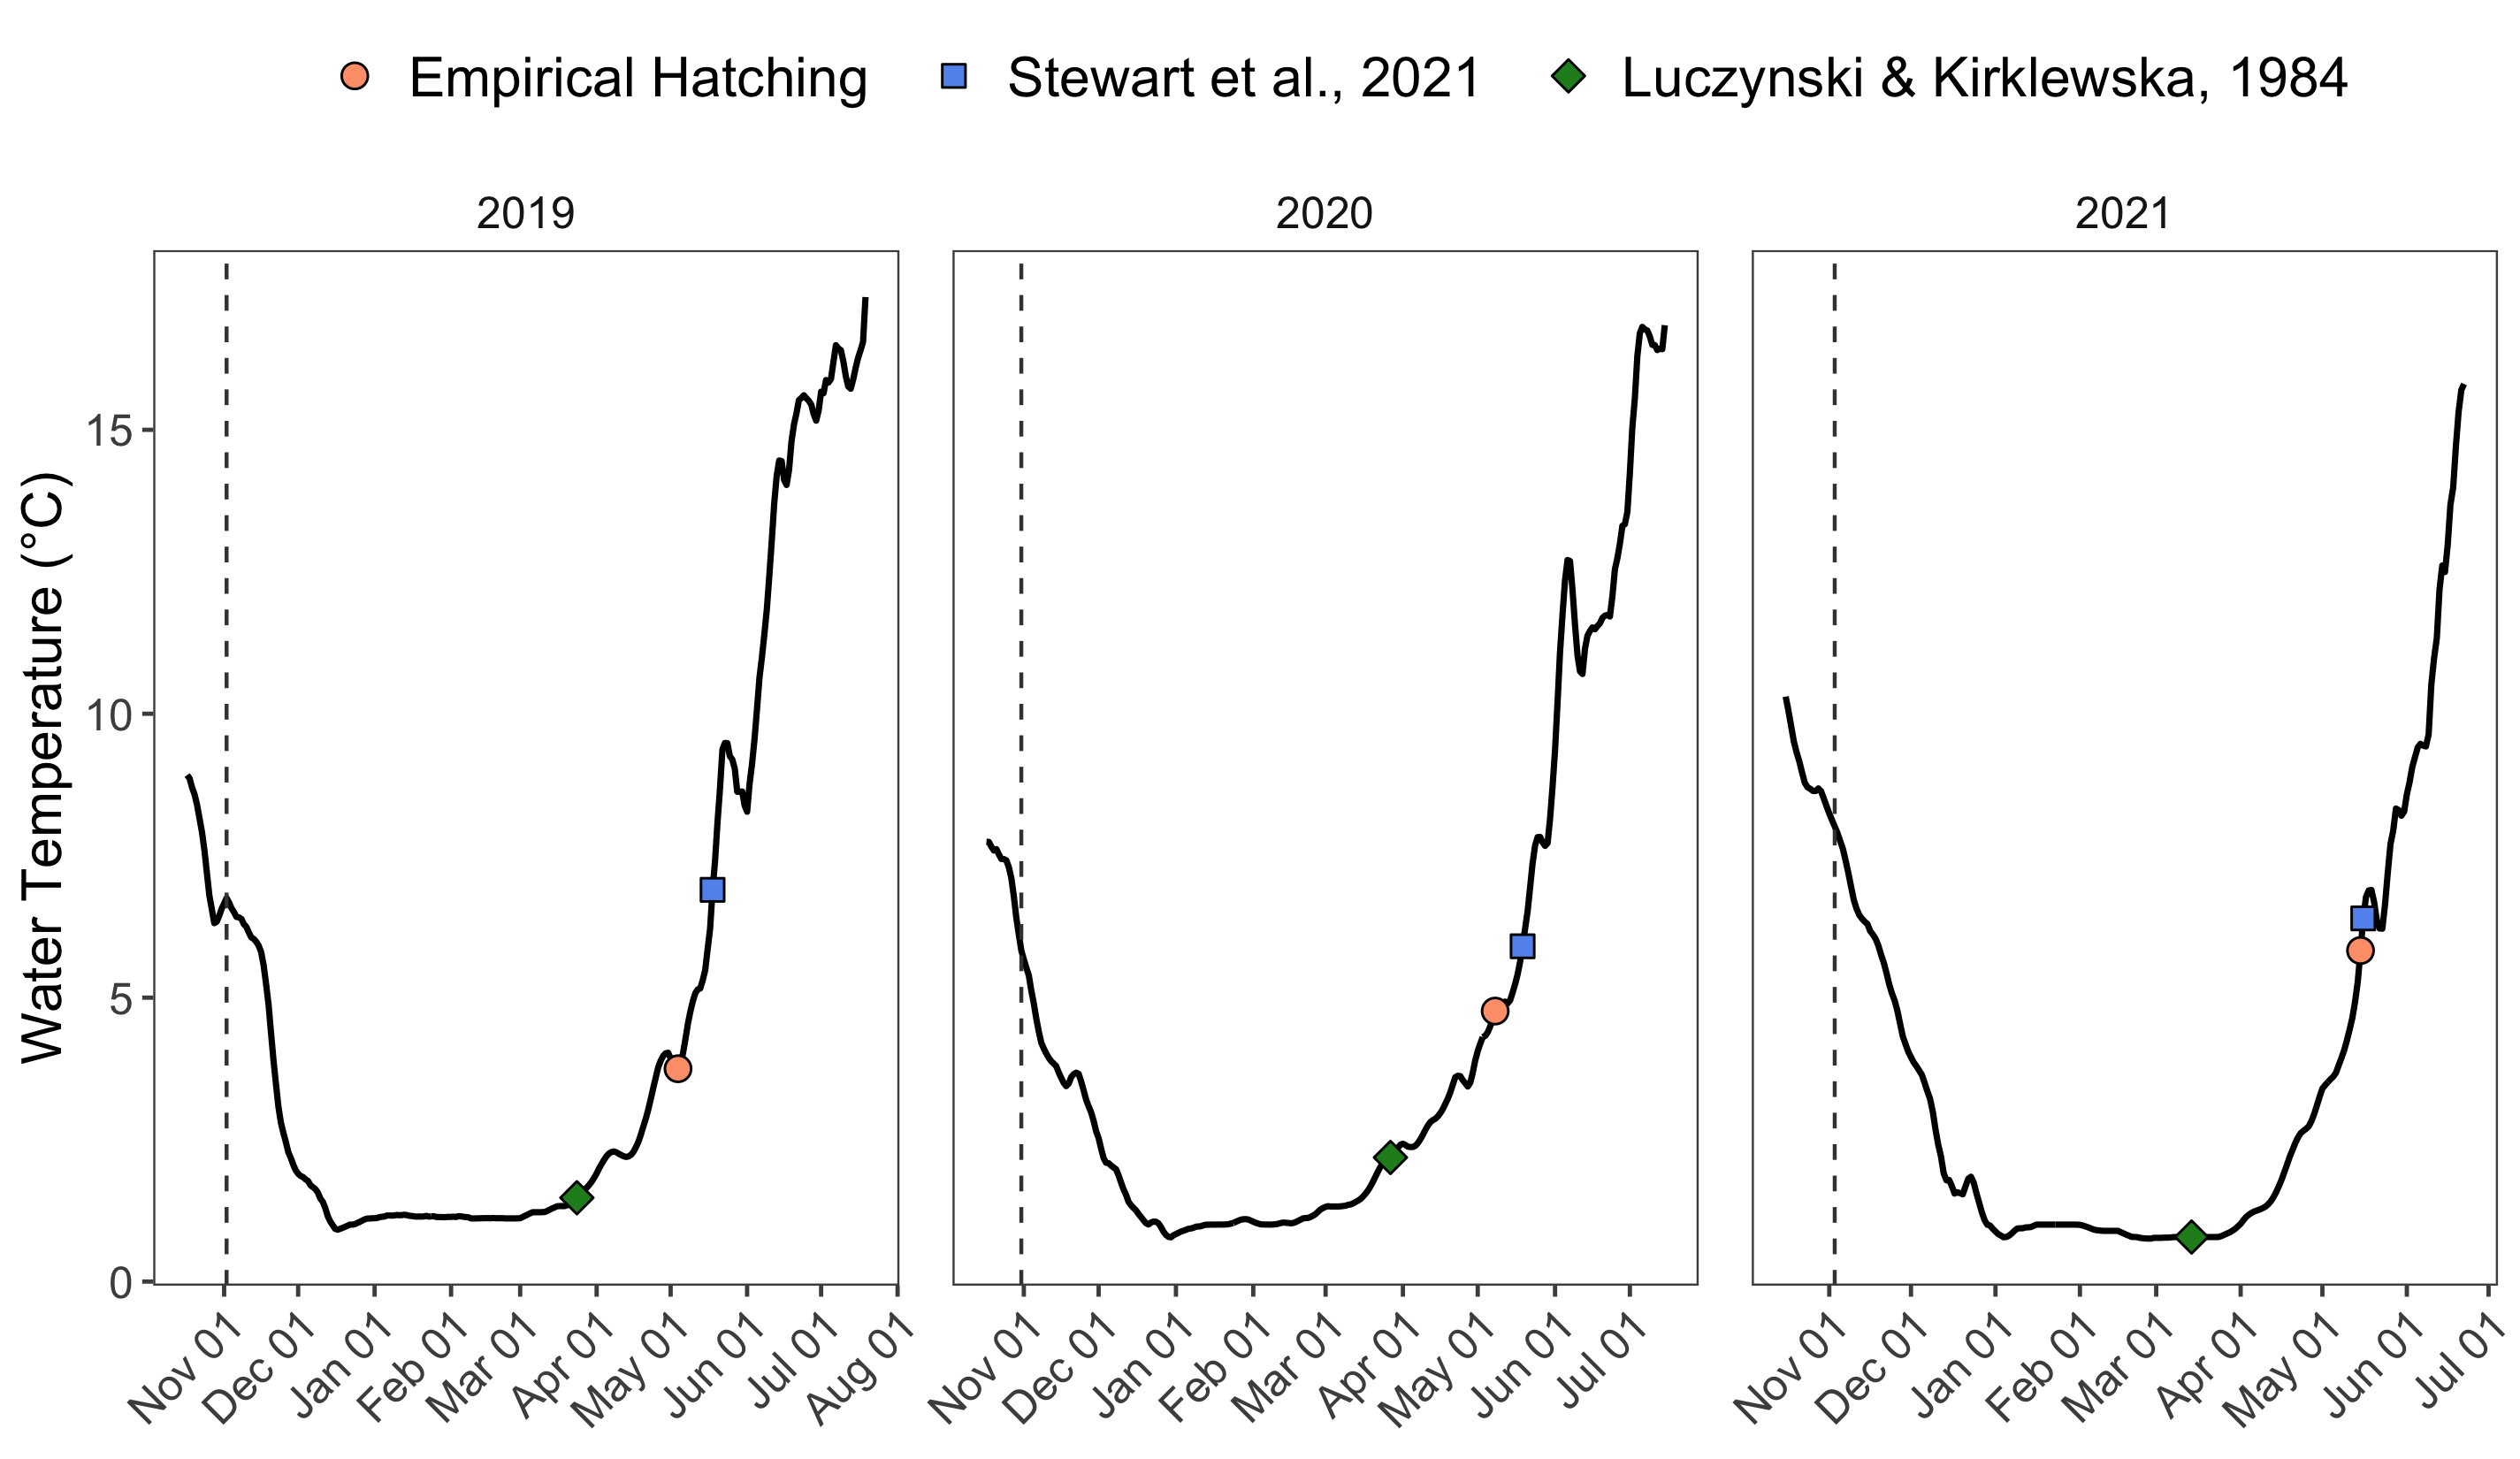 Empirical Hatching Stewart et al., 2021 Luczynski & Kirklewska, 1984
2019 2020 2021
Water Temperature (°C)
15
10
5
0
Nov 01 Dec 01 Jan 01 Feb 01 Mar 01 Apr 01 May 01 Jun 01 Jul 01 Aug 01
Nov 01 Dec 01 Jan 01 Feb 01 Mar 01 Apr 01 May 01 Jun 01 Jul 01
Nov 01 Dec 01 Jan 01 Feb 01 Mar 01 Apr 01 May 01 Jun 01 Jul 01